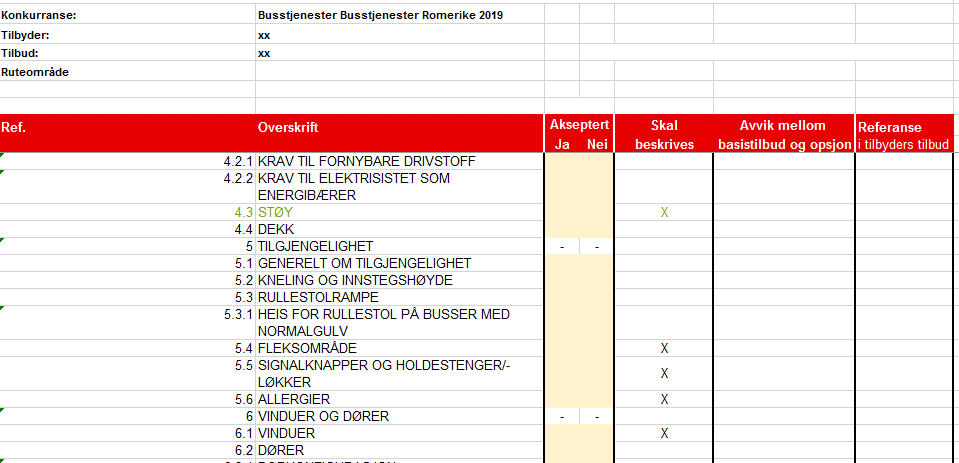 Konkurranse: Busstjenester Busstjenester Romerike 2019
Tilbyder: xx
Tilbud: xx
Ruteområde
Ref. Overskrift Akseptert Skal Avvik mellom Referanse
Ja Nei beskrives basistilbud og opsjon i tilbyders tilbud
4.2.1 KRAV TIL FORNYBARE DRIVSTOFF
4.2.2 KRAV TIL ELEKTRISISTET SOM
ENERGIBÆRER
4.3 STØY X
4.4 DEKK
5 TILGJENGELIGHET - -
5.1 GENERELT OM TILGJENGELIGHET
5.2 KNELING OG INNSTEGSHØYDE
5.3 RULLESTOLRAMPE
5.3.1 HEIS FOR RULLESTOL PÅ BUSSER MED
NORMALGULV
5.4 FLEKSOMRÅDE X
5.5 SIGNALKNAPPER OG HOLDESTENGER/-
LØKKER X
5.6 ALLERGIER X
6 VINDUER OG DØRER - -
6.1 VINDUER X
6.2 DØRER